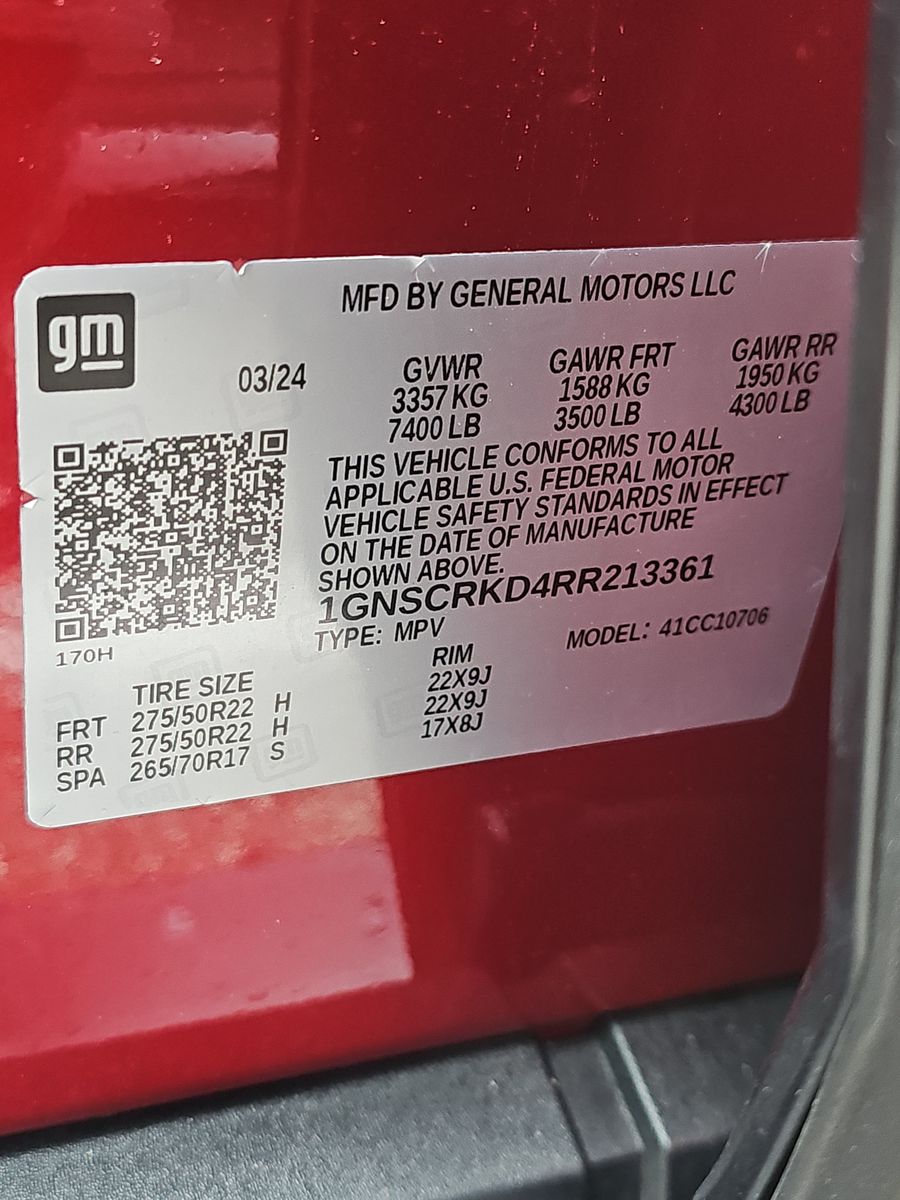 gm
MFD BY GENERAL MOTORS LLC
03/24
GVWR GAWR FRT GAWR RR
3357 KG 1588 KG 1950 KG
7400 LB 3500 LB 4300 LB
THIS VEHICLE CONFORMS TO ALL
APPLICABLE U.S. FEDERAL MOTOR
VEHICLE SAFETY STANDARDS IN EFFECT
ON THE DATE OF MANUFACTURE
SHOWN ABOVE.
1GNSCRKD4RR213361
TYPE: MPV MODEL: 41CC10706
170H
TIRE SIZE RIM
FRT 275/50R22 H 22X9J
RR 275/50R22 H 22X9J
SPA 265/70R17 S 17X8J